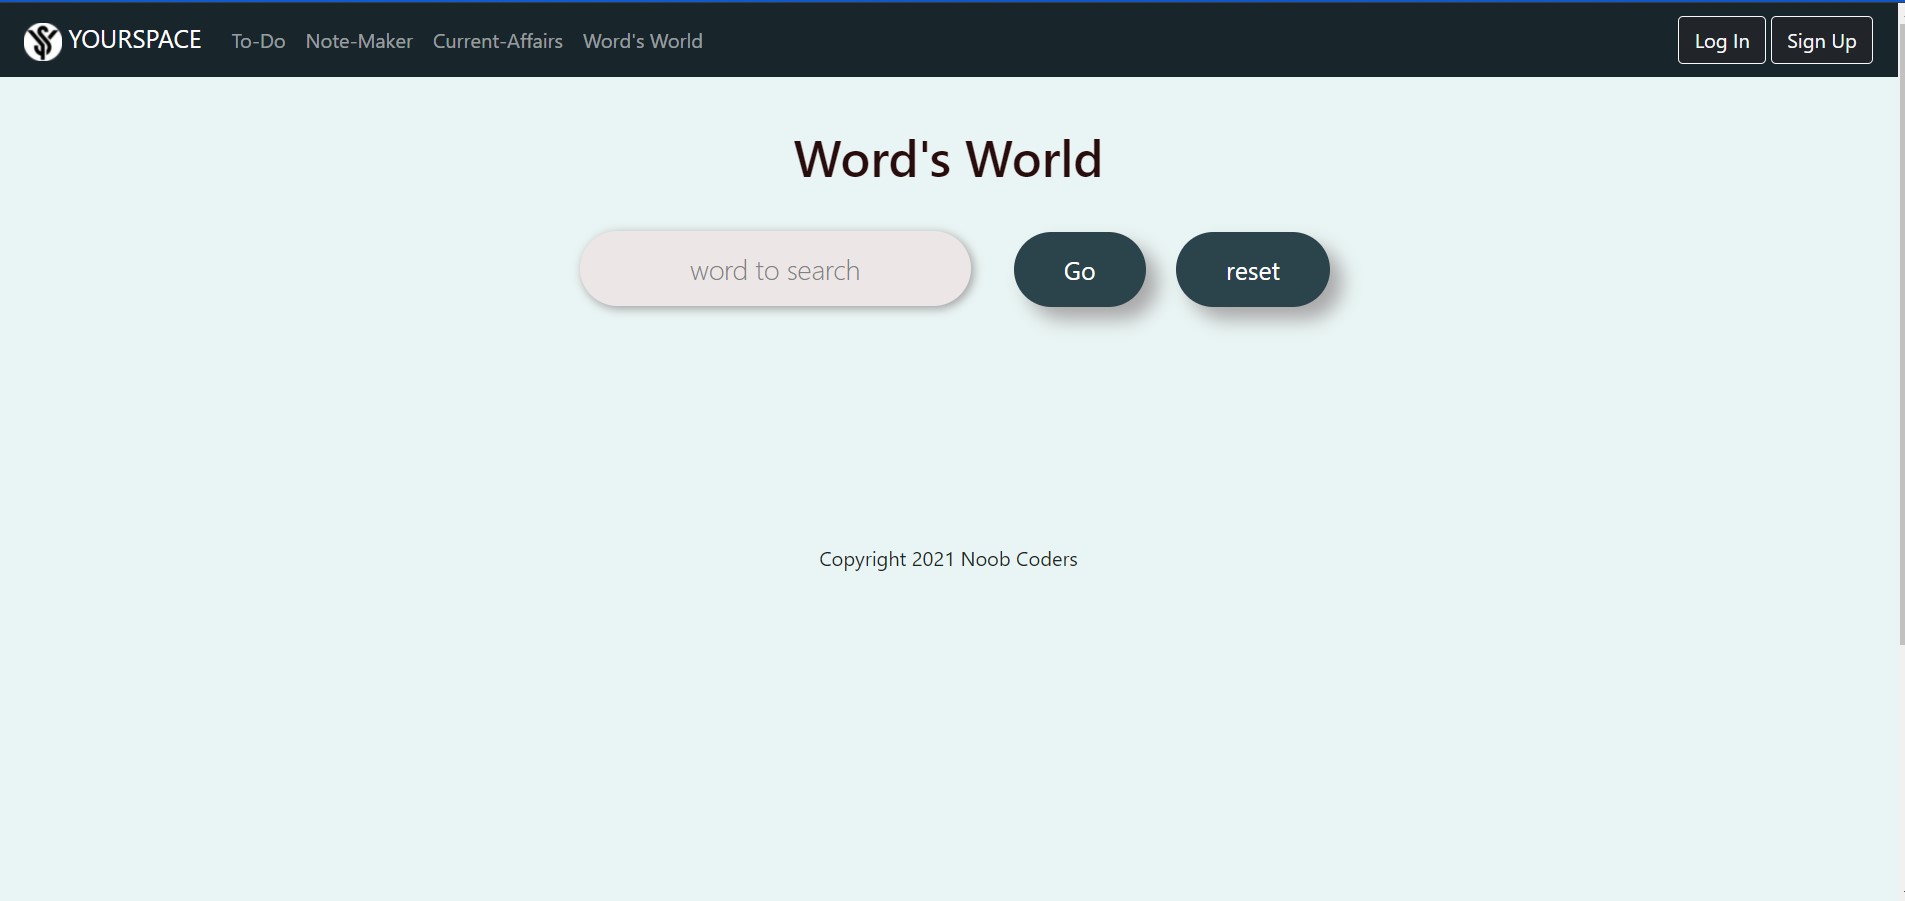 YOURSPACE To-Do Note-Maker Current-Affairs Word's World Log In Sign Up
Word's World
word to search Go reset
Copyright 2021 Noob Coders